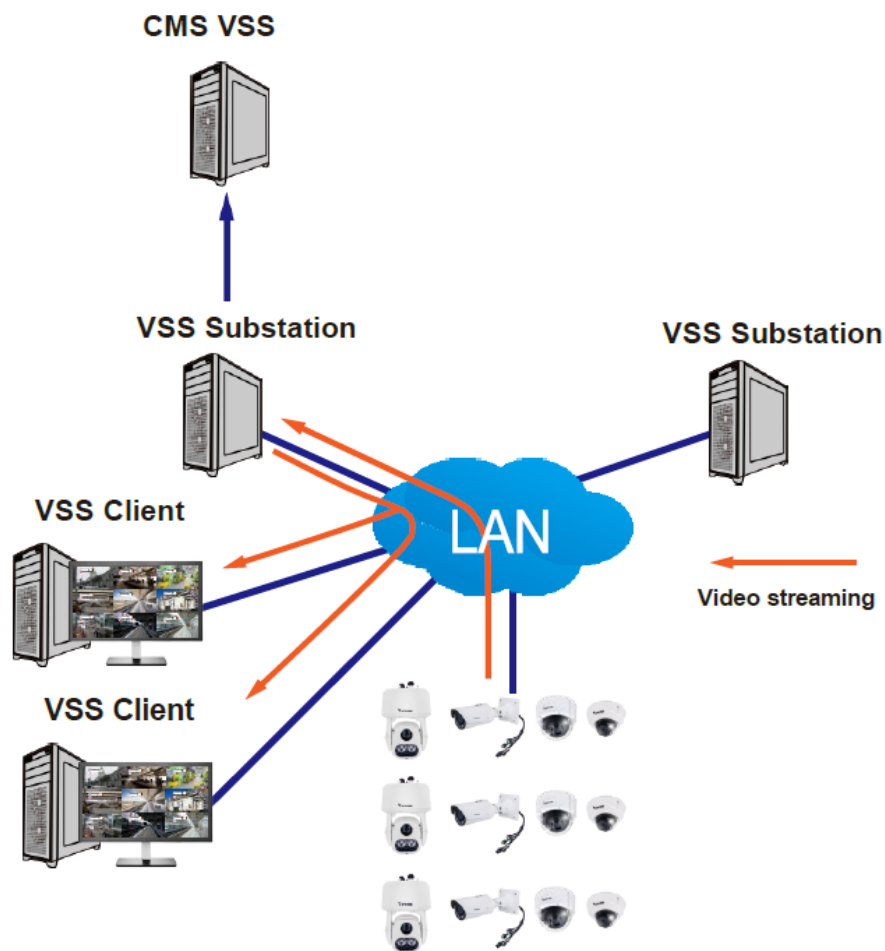 CMS VSS
VSS Substation
VSS Substation
VSS Client
LAN
Video streaming
VSS Client